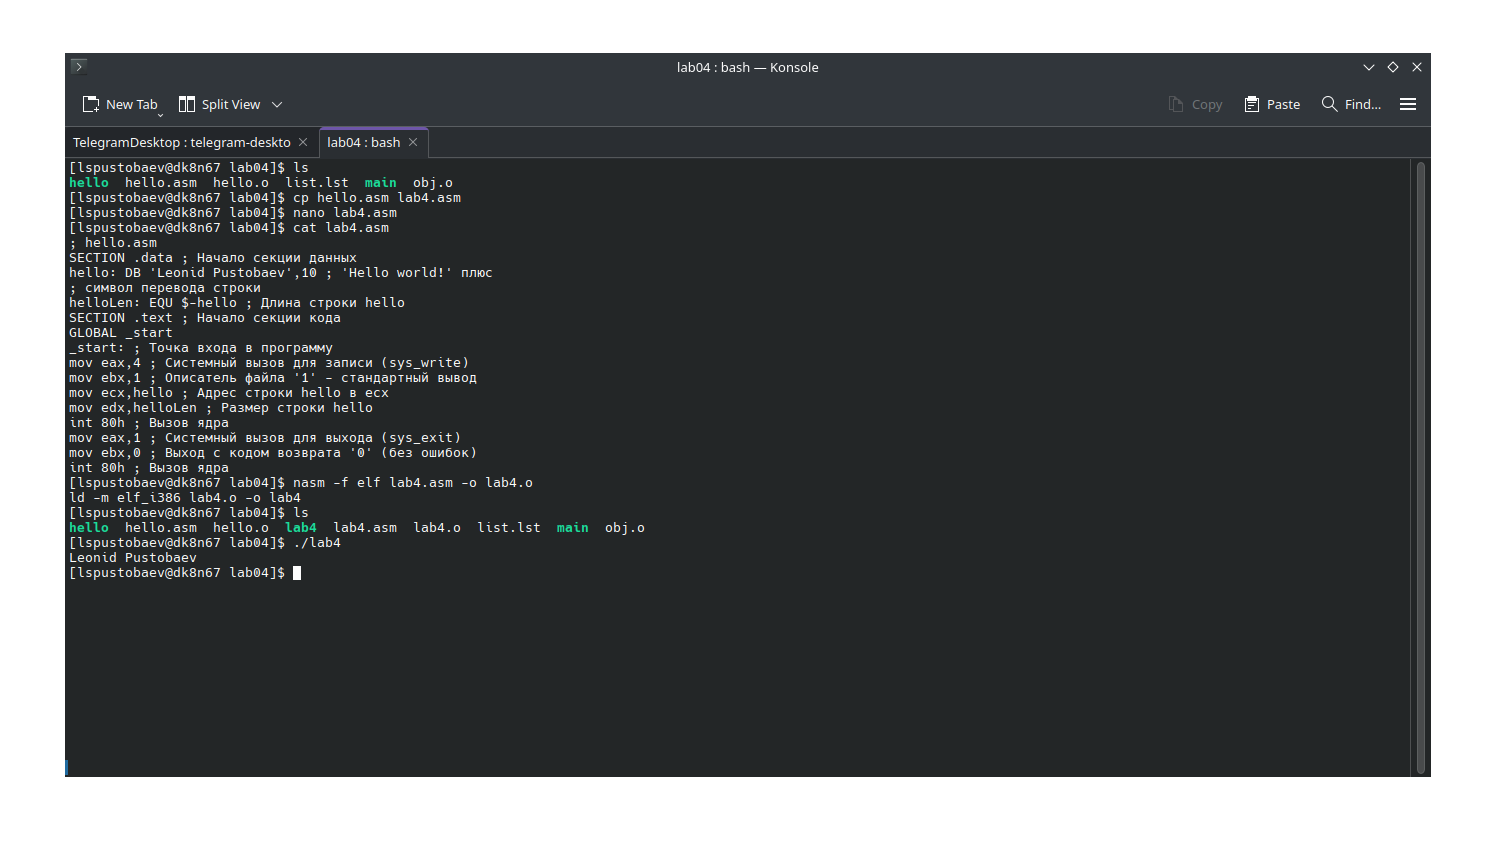 lab04 : bash — Konsole
New Tab Split View Copy Paste Find...
TelegramDesktop : telegram-deskto lab04 : bash
[lspustobaev@dk8n67 lab04]$ ls
hello  hello.asm  hello.o  list.lst  main  obj.o
[lspustobaev@dk8n67 lab04]$ cp hello.asm lab4.asm
[lspustobaev@dk8n67 lab04]$ nano lab4.asm
[lspustobaev@dk8n67 lab04]$ cat lab4.asm
; hello.asm
SECTION .data ; Начало секции данных
hello: DB 'Leonid Pustobaev',10 ; 'Hello world!' плюс
; символ перевода строки
helloLen: EQU $-hello ; Длина строки hello
SECTION .text ; Начало секции кода
GLOBAL _start
_start: ; Точка входа в программу
mov eax,4 ; Системный вызов для записи (sys_write)
mov ebx,1 ; Описатель файла '1' - стандартный вывод
mov ecx,hello ; Адрес строки hello в ecx
mov edx,helloLen ; Размер строки hello
int 80h ; Вызов ядра
mov eax,1 ; Системный вызов для выхода (sys_exit)
mov ebx,0 ; Выход с кодом возврата '0' (без ошибок)
int 80h ; Вызов ядра
[lspustobaev@dk8n67 lab04]$ nasm -f elf lab4.asm -o lab4.o
ld -m elf_i386 lab4.o -o lab4
[lspustobaev@dk8n67 lab04]$ ls
hello  hello.asm  hello.o  lab4  lab4.asm  lab4.o  list.lst  main  obj.o
[lspustobaev@dk8n67 lab04]$ ./lab4
Leonid Pustobaev
[lspustobaev@dk8n67 lab04]$